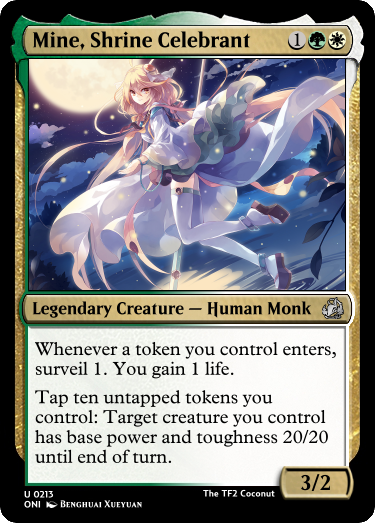 Mine, Shrine Celebrant 1
Legendary Creature — Human Monk
Whenever a token you control enters,
surveil 1. You gain 1 life.
Tap ten untapped tokens you
control: Target creature you control
has base power and toughness 20/20
until end of turn.
3/2
U 0213 The TF2 Coconut
ONI Benghuai Xueyuan